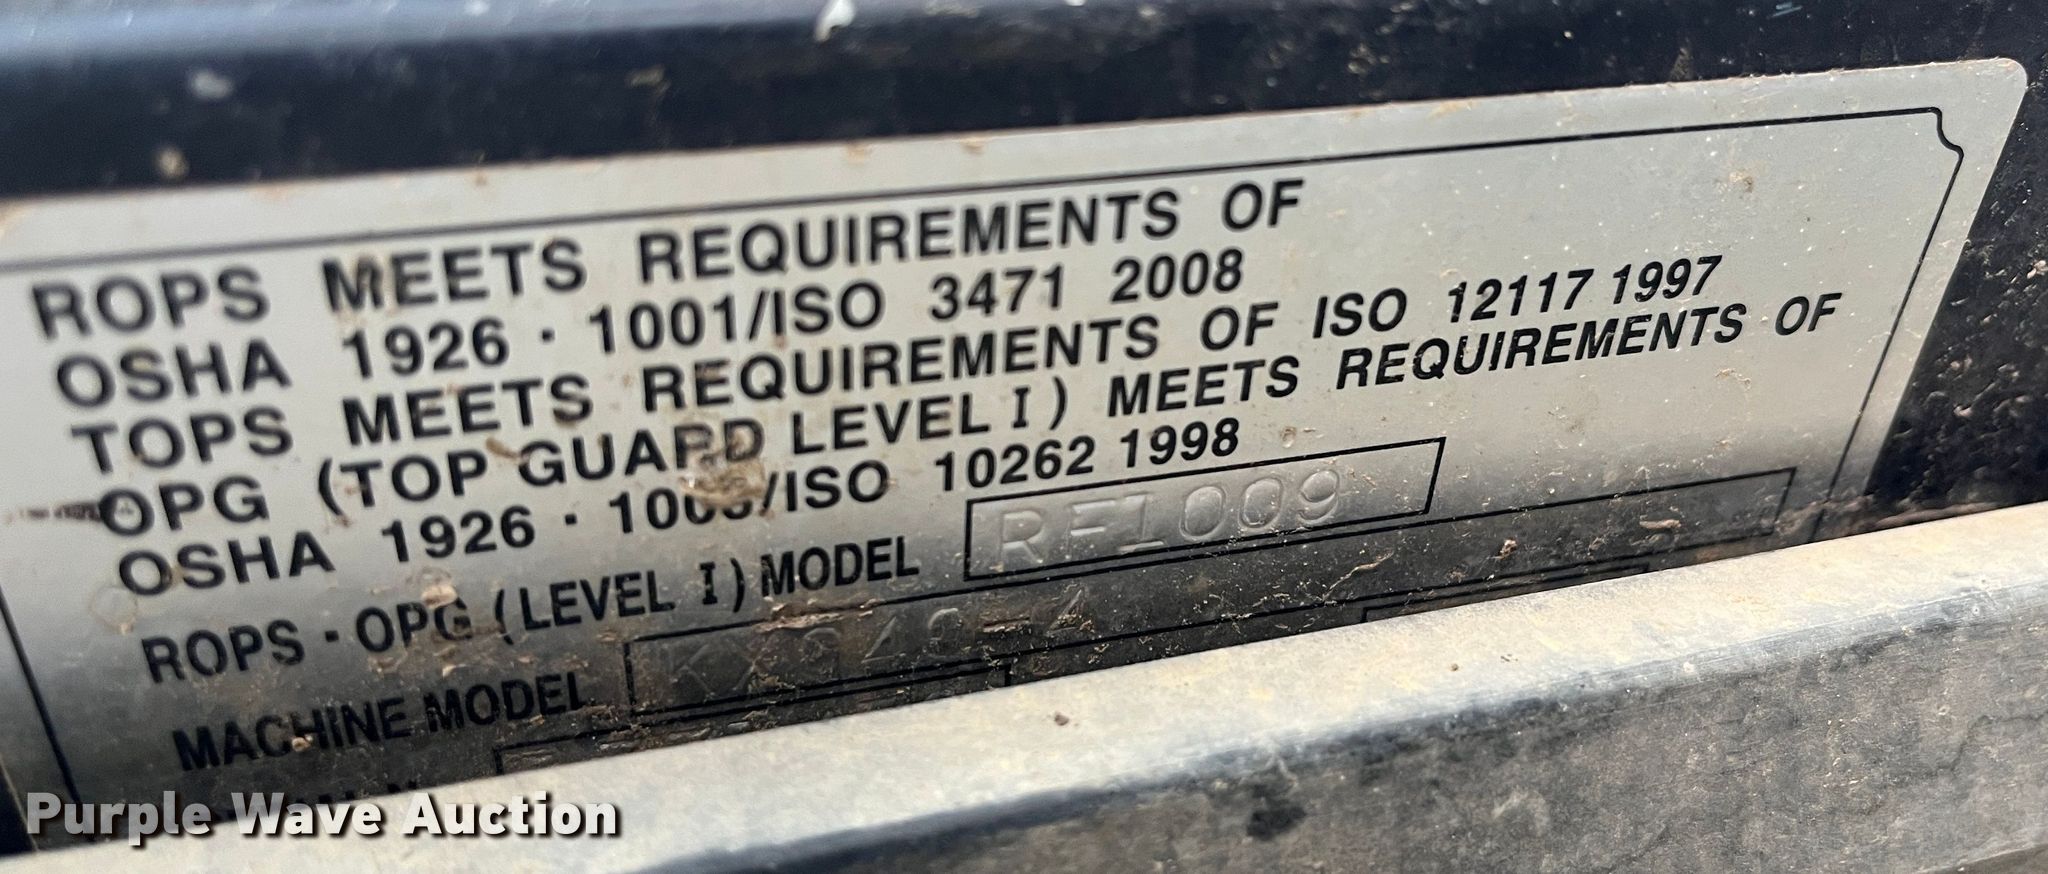 ROPS MEETS REQUIREMENTS OF
OSHA 1926 · 1001/ISO 3471 2008
TOPS MEETS REQUIREMENTS OF ISO 12117 1997
OPG (TOP GUARD LEVEL I) MEETS REQUIREMENTS OF
OSHA 1926 · /ISO 10262 1998
ROPS · OPG (LEVEL I) MODEL RF1009
MACHINE MODEL
Purple Wave Auction